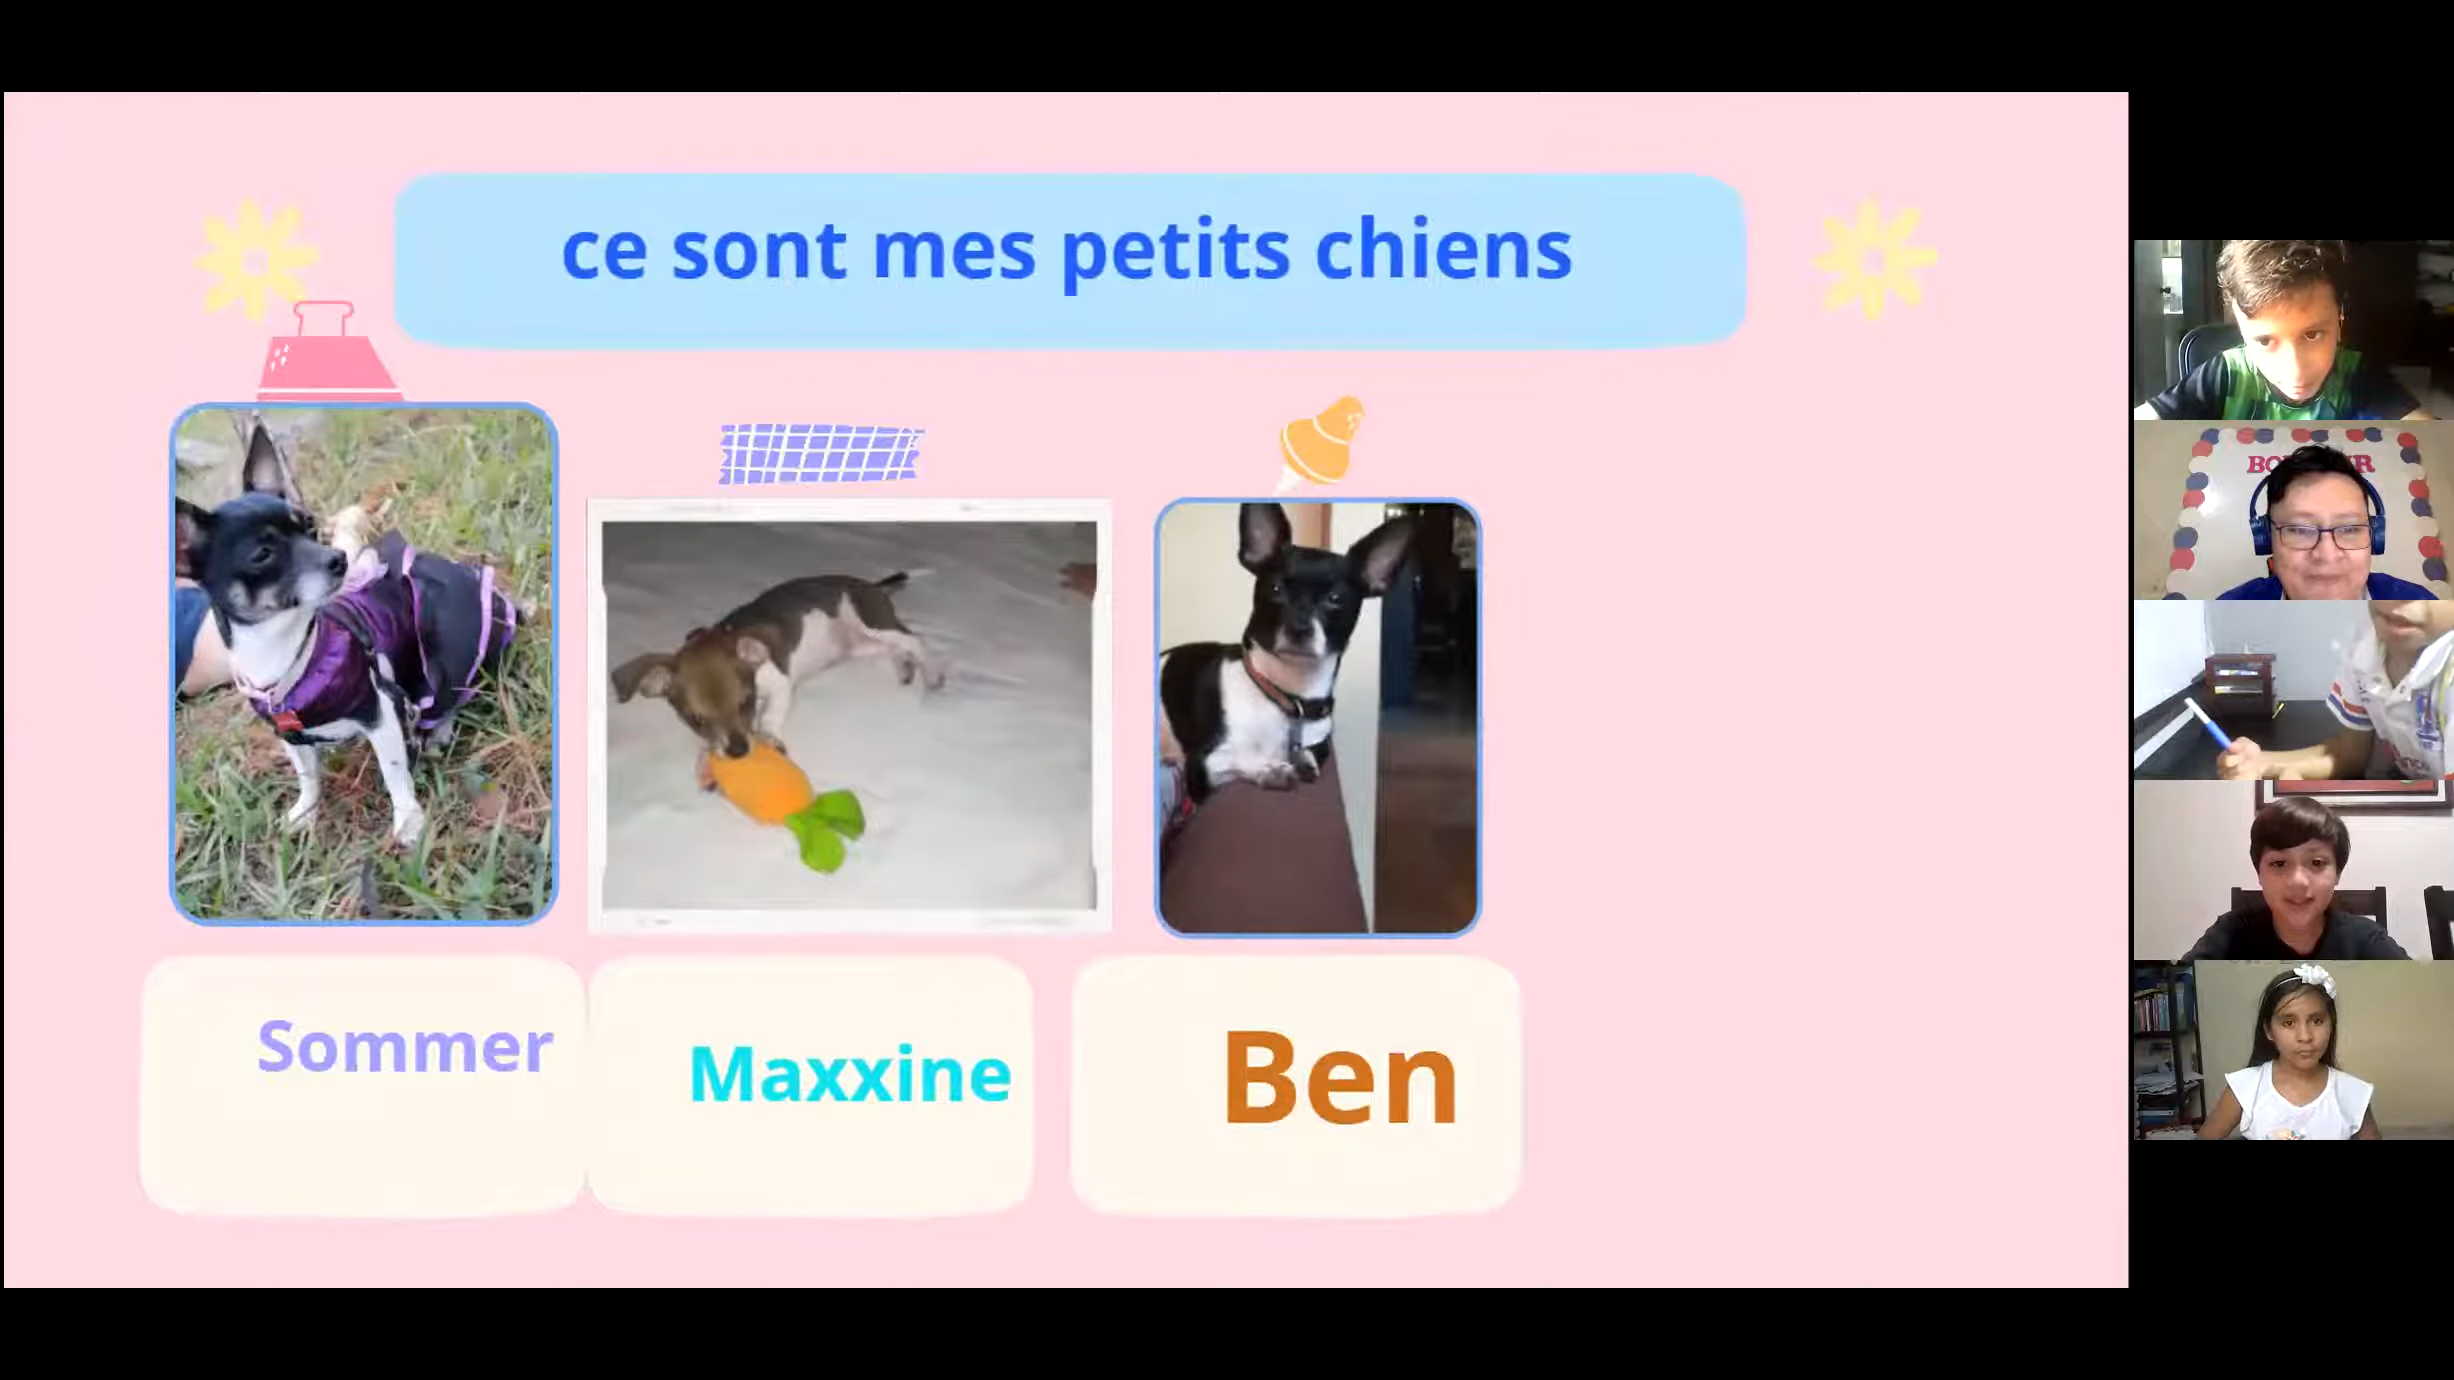 ce sont mes petits chiens
Sommer
Maxxine
Ben